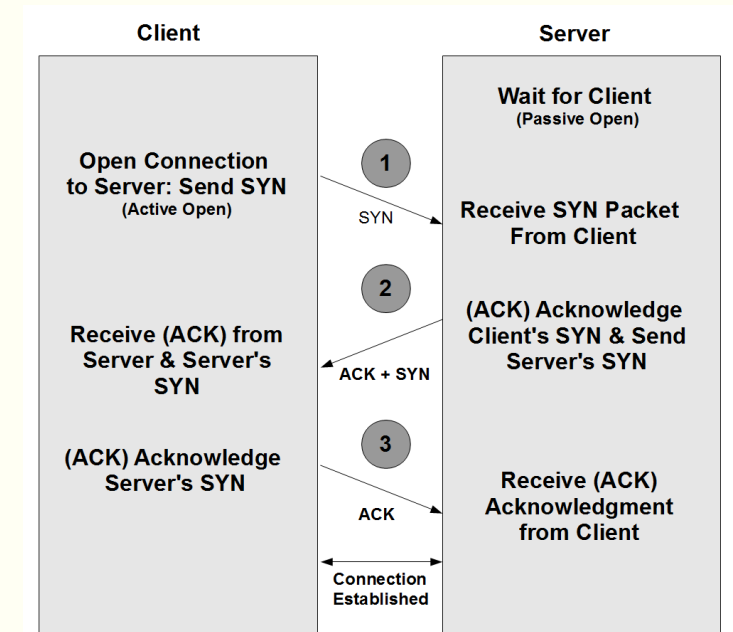 Client
Server
Wait for Client
(Passive Open)
Open Connection
to Server: Send SYN
(Active Open)
1
SYN
Receive SYN Packet
From Client
2
(ACK) Acknowledge
Client's SYN & Send
Server's SYN
Receive (ACK) from
Server & Server's
SYN
ACK + SYN
3
(ACK) Acknowledge
Server's SYN
ACK
Receive (ACK)
Acknowledgment
from Client
Connection
Established